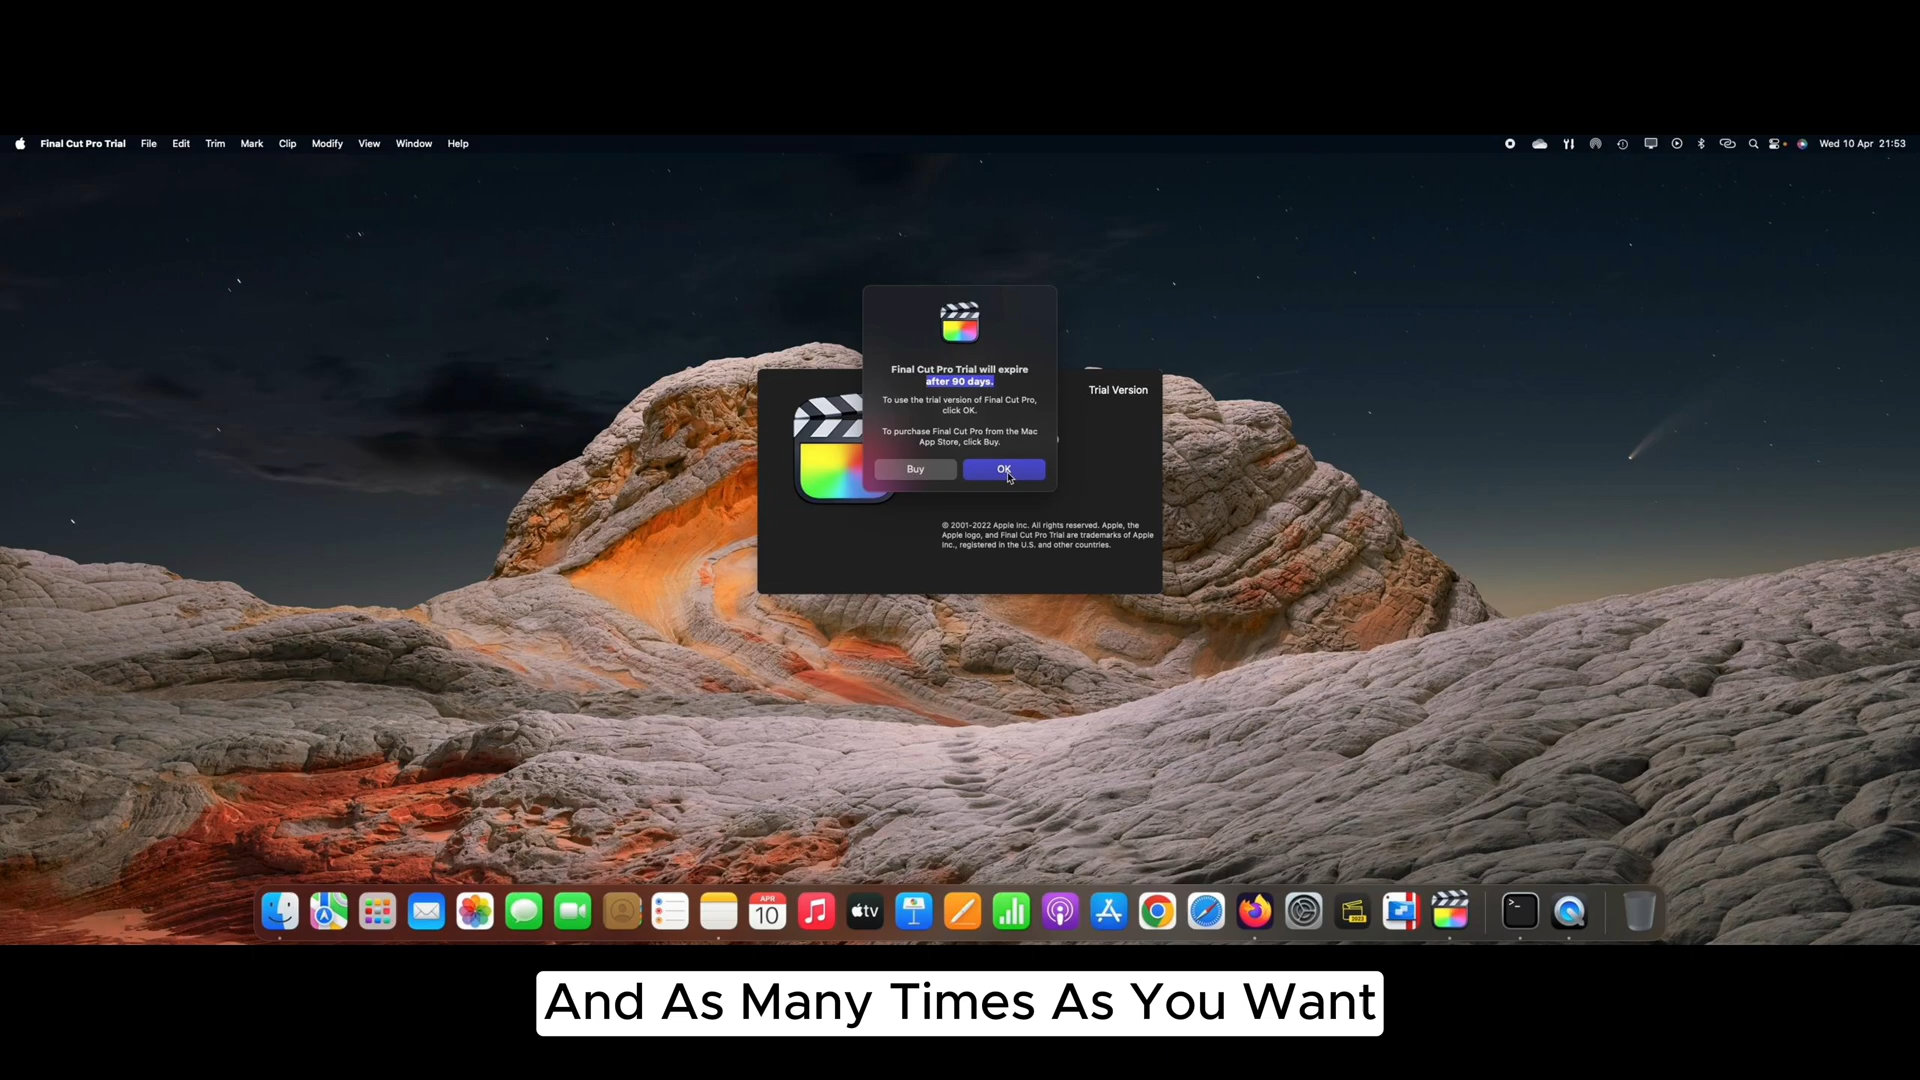 Final Cut Pro Trial File Edit Trim Mark Clip Modify View Window Help
Wed 10 Apr 21:53
Final Cut Pro Trial will expire
after 90 days.
To use the trial version of Final Cut Pro,
click OK.
To purchase Final Cut Pro from the Mac
App Store, click Buy.
Buy OK
Trial Version
© 2001-2022 Apple Inc. All rights reserved. Apple, the
Apple logo, and Final Cut Pro Trial are trademarks of Apple
Inc., registered in the U.S. and other countries.
APR
10
tv
2023
And As Many Times As You Want